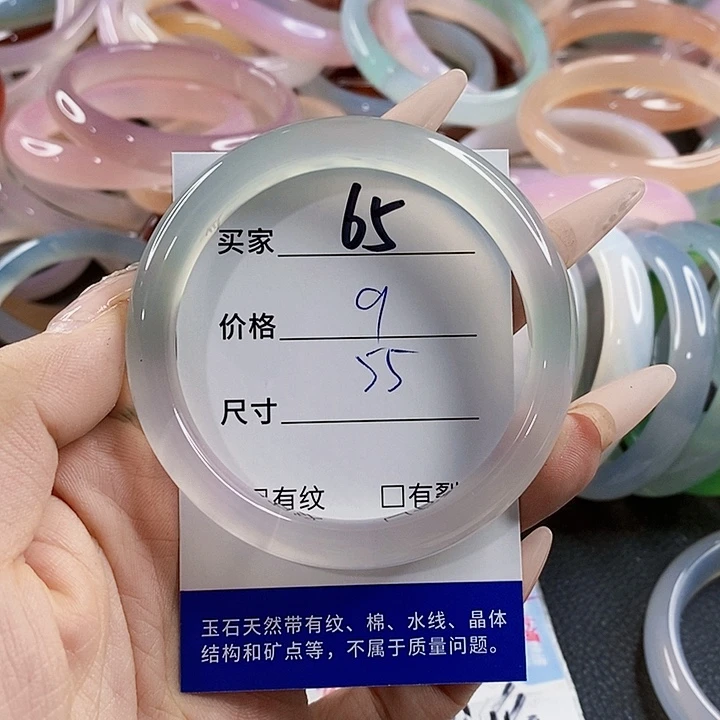 买家 65
价格 9
尺寸 55
□有纹 □有裂
玉石天然带有纹、棉、水线、晶体
结构和矿点等，不属于质量问题。